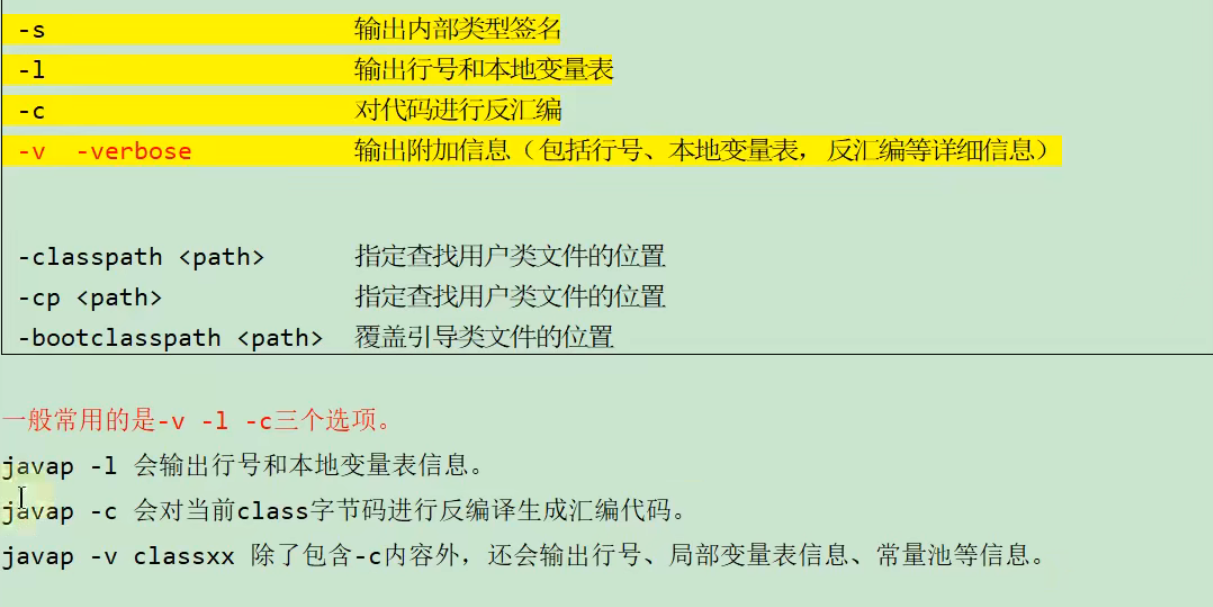 -s 输出内部类型签名
-l 输出行号和本地变量表
-c 对代码进行反汇编
-v -verbose 输出附加信息（包括行号、本地变量表，反汇编等详细信息）
-classpath <path> 指定查找用户类文件的位置
-cp <path> 指定查找用户类文件的位置
-bootclasspath <path> 覆盖引导类文件的位置
一般常用的是-v -l -c三个选项。
javap -l 会输出行号和本地变量表信息。
javap -c 会对当前class字节码进行反编译生成汇编代码。
javap -v classxx 除了包含-c内容外，还会输出行号、局部变量表信息、常量池等信息。